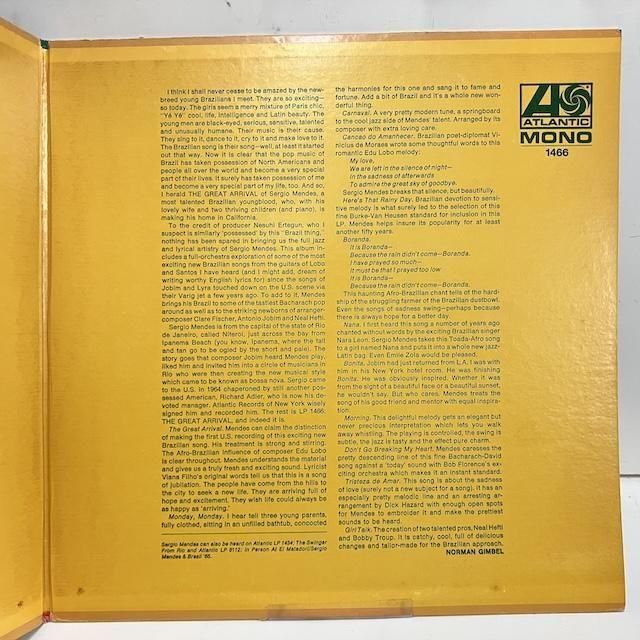 I think I shall never cease to be amazed by the new-
breed young Brazilians I meet. They are so exciting—
so today. The girls seem a merry mixture of Paris chic,
"Yé Yé" cool, life, intelligence and Latin beauty. The
young men are black-eyed, serious, sensitive, talented
and unusually humane. Their music is their cause.
They sing to it, dance to it, cry to it and make love to it.
The Brazilian song is their song—well, at least it started
out that way. Now it is clear that the pop music of
Brazil has taken possession of North Americans and
people all over the world and become a very special
part of their lives. It surely has taken possession of me
and become a very special part of my life, too. And so,
I herald THE GREAT ARRIVAL of Sergio Mendes, a
most talented Brazilian youngblood, who, with his
lovely wife and two thriving children (and piano), is
making his home in California.
To the credit of producer Nesuhi Ertegun, who I
suspect is similarly 'possessed' by this "Brazil thing,"
nothing has been spared in bringing us the full jazz
and lyrical artistry of Sergio Mendes. This album in-
cludes a full-orchestra exploration of some of the most
exciting new Brazilian songs from the guitars of Lobo
and Santos I have heard (and I might add, dream of
writing worthy English lyrics for) since the songs of
Jobim and Lyra touched down on the U.S. scene via
their Varig jet a few years ago. To add to it, Mendes
brings his Brazil to some of the tastiest Bacharach pop
around as well as to the striking newborns of arranger-
composer Clare Fischer, Antonio Jobim and Neal Hefti.
Sergio Mendes is from the capital of the state of Rio
de Janeiro, called Niteroi, just across the bay from
Ipanema Beach (you know, Ipanema, where the tall
and tan go to be ogled by the short and pale). The
story goes that composer Jobim heard Mendes play,
liked him and invited him into a circle of musicians in
Rio who were then creating the new musical style
which came to be known as bossa nova. Sergio came
to the U.S. in 1964 chaperoned by still another pos-
sessed American, Richard Adler, who is now his de-
voted manager. Atlantic Records of New York wisely
signed him and recorded him. The rest is LP 1466:
THE GREAT ARRIVAL, and indeed it is.
The Great Arrival. Mendes can claim the distinction
of making the first U.S. recording of this exciting new
Brazilian song. His treatment is strong and stirring.
The Afro-Brazilian influence of composer Edu Lobo
is clear throughout. Mendes understands the material
and gives us a truly fresh and exciting sound. Lyricist
Vianna Filho's original words tell us that this is a song
of jubilation. The people have come from the hills to
the city to seek a new life. They are arriving full of
hope and excitement. They wish life could always be
as happy as 'arriving.'
Monday, Monday. I hear tell three young parents,
fully clothed, sitting in an unfilled bathtub, concocted
Sergio Mendes can also be heard on Atlantic LP 1434: The Swinger
From Rio and Atlantic LP 8112: In Person At El Matador!/Sergio
Mendes & Brasil '65.
the harmonies for this one and sang it to fame and
fortune. Add a bit of Brazil and it's a whole new won-
derful thing.
Carnaval. A very pretty modern tune, a springboard
to the cool jazz side of Mendes' talent. Arranged by its
composer with extra loving care.
Cancao do Amanhecer. Brazilian poet-diplomat Vi-
nicius de Moraes wrote some thoughtful words to this
romantic Edu Lobo melody:
My love,
We are left in the silence of night—
In the sadness of afterwards
To admire the great sky of goodbye.
Sergio Mendes breaks that silence, but beautifully.
Here's That Rainy Day. Brazilian devotion to sensi-
tive melody is what surely led to the selection of this
fine Burke-Van Heusen standard for inclusion in this
LP. Mendes helps insure its popularity for at least
another fifty years.
Boranda.
It is Boranda—
Because the rain didn't come—Boranda.
I have prayed so much—
It must be that I prayed too low
It is Boranda—
Because the rain didn't come—Boranda.
This haunting Afro-Brazilian chant tells of the hard-
ship of the struggling farmer of the Brazilian dustbowl.
Even the songs of sadness swing—perhaps because
there is always hope for a better day.
Nana. I first heard this song a number of years ago
chanted without words by the exciting Brazilian singer
Nara Leon. Sergio Mendes takes this Toada-Afro song
to a girl named Nana and puts it into a whole new jazz-
Latin bag. Even Emile Zola would be pleased.
Bonita. Jobim had just returned from L.A. I was with
him in his New York hotel room. He was finishing
Bonita. He was obviously inspired. Whether it was
from the sight of a beautiful face or a beautiful sunset,
he wouldn't say. But who cares. Mendes treats the
song of his good friend and mentor with equal inspira-
tion.
Morning. This delightful melody gets an elegant but
never precious interpretation which lets you walk
away whistling. The playing is controlled, the swing is
subtle, the jazz is tasty and the effect pure charm.
Don't Go Breaking My Heart. Mendes caresses the
pretty descending line of this fine Bacharach-David
song against a 'today' sound with Bob Florence's ex-
citing orchestra which makes it an instant standard.
Tristeza de Amar. This song is about the sadness
of love (surely not a new subject for a song). It has an
especially pretty melodic line and an arresting ar-
rangement by Dick Hazard with enough open spots
for Mendes to embroider it and make the prettiest
sounds to be heard.
Girl Talk. The creation of two talented pros, Neal Hefti
and Bobby Troup. It is catchy, cool, full of delicious
changes and tailor-made for the Brazilian approach.
NORMAN GIMBEL
ATLANTIC
MONO
1466